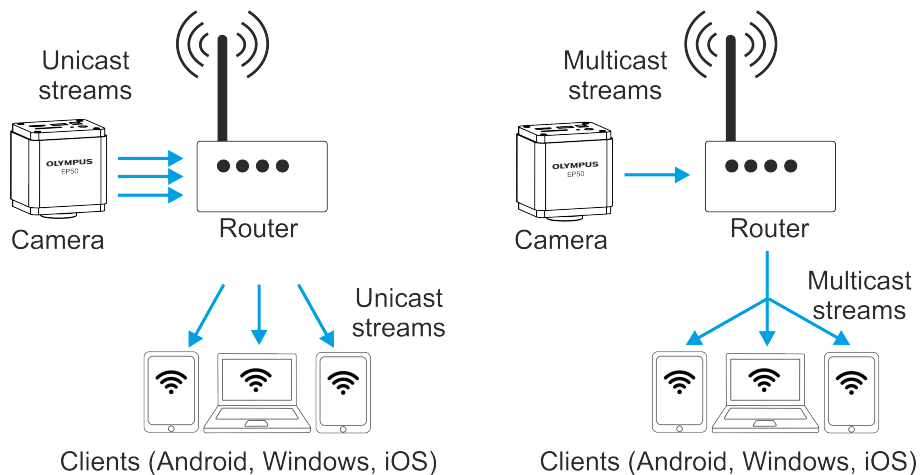 Unicast
streams
OLYMPUS
EP50
Camera
Router
Unicast
streams
Clients (Android, Windows, iOS)
Multicast
streams
OLYMPUS
EP50
Camera
Router
Multicast
streams
Clients (Android, Windows, iOS)